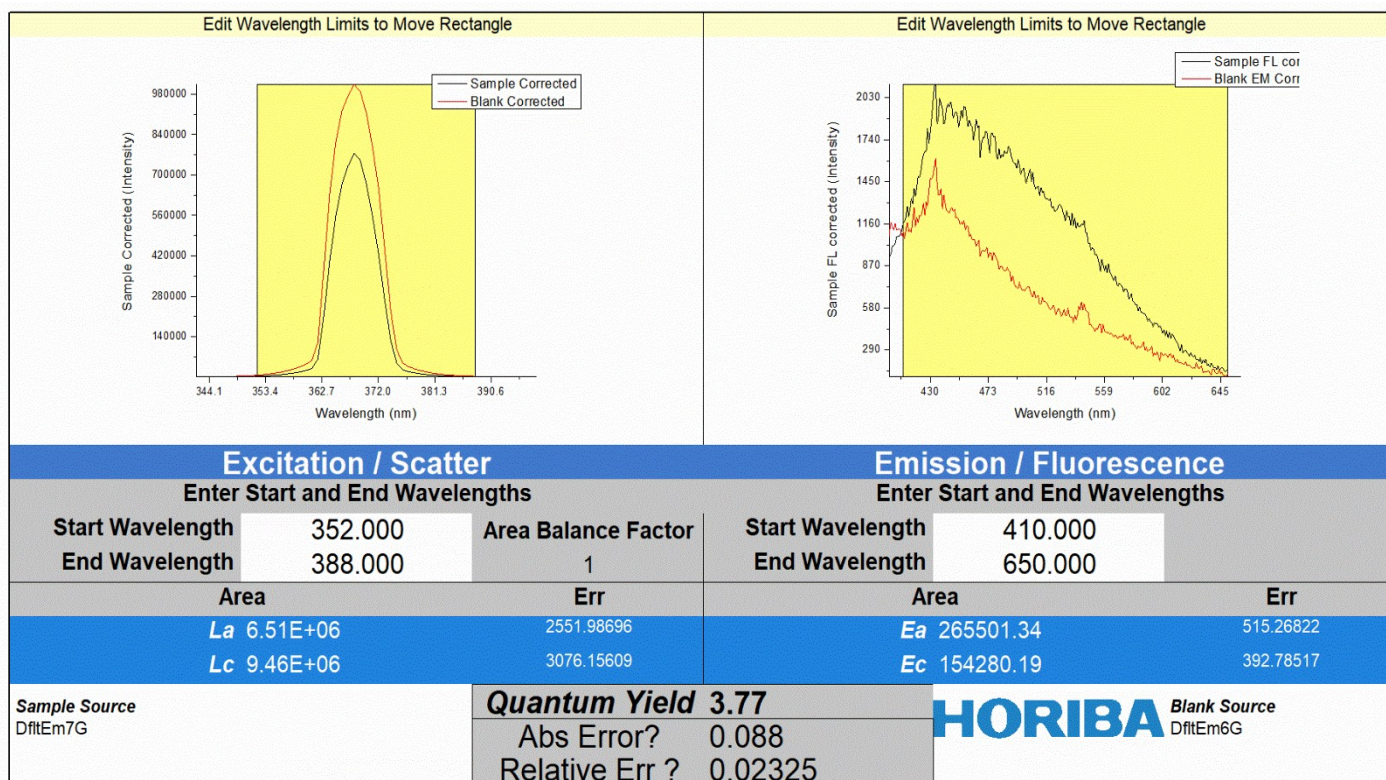 Edit Wavelength Limits to Move Rectangle
Sample Corrected
Blank Corrected
Sample Corrected (Intensity)
980000
840000
700000
560000
420000
280000
140000
344.1 353.4 362.7 372.0 381.3 390.6
Wavelength (nm)
Edit Wavelength Limits to Move Rectangle
Sample FL cor
Blank EM Corr
Sample FL corrected (Intensity)
2030
1740
1450
1160
870
580
290
430 473 516 559 602 645
Wavelength (nm)
Excitation / Scatter
Enter Start and End Wavelengths
Start Wavelength 352.000 Area Balance Factor
End Wavelength 388.000 1
Area Err
La 6.51E+06 2551.98696
Lc 9.46E+06 3076.15609
Emission / Fluorescence
Enter Start and End Wavelengths
Start Wavelength 410.000
End Wavelength 650.000
Area Err
Ea 265501.34 515.26822
Ec 154280.19 392.78517
Sample Source
DfltEm7G
Quantum Yield 3.77
Abs Error? 0.088
Relative Err ? 0.02325
HORIBA
Blank Source
DfltEm6G